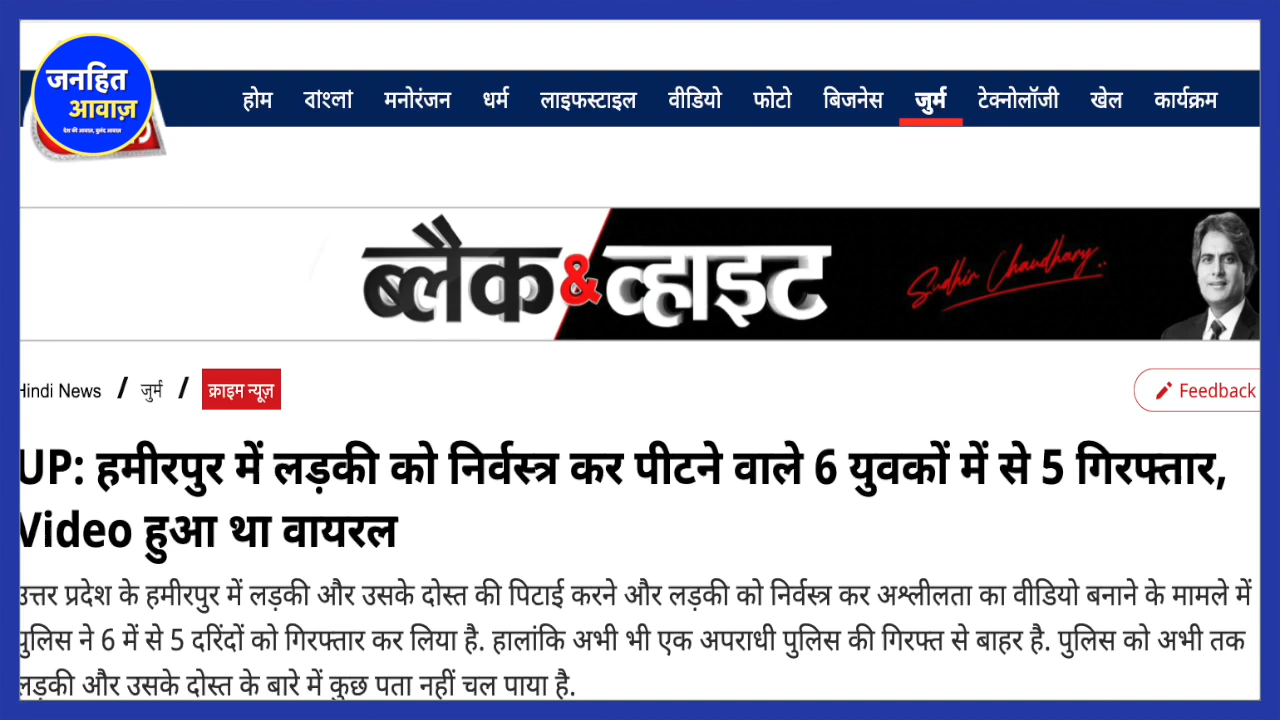 जनहित
आवाज़
देश की आवाज़, बुलंद आवाज़
होम বাংলা मनोरंजन धर्म लाइफस्टाइल वीडियो फोटो बिजनेस जुर्म टेक्नोलॉजी खेल कार्यक्रम
ब्लैक & व्हाइट
Sudhir Chaudhary..
Hindi News / जुर्म / क्राइम न्यूज़
Feedback
UP: हमीरपुर में लड़की को निर्वस्त्र कर पीटने वाले 6 युवकों में से 5 गिरफ्तार,
Video हुआ था वायरल
उत्तर प्रदेश के हमीरपुर में लड़की और उसके दोस्त की पिटाई करने और लड़की को निर्वस्त्र कर अश्लीलता का वीडियो बनाने के मामले में
पुलिस ने 6 में से 5 दरिंदों को गिरफ्तार कर लिया है. हालांकि अभी भी एक अपराधी पुलिस की गिरफ्त से बाहर है. पुलिस को अभी तक
लड़की और उसके दोस्त के बारे में कुछ पता नहीं चल पाया है.